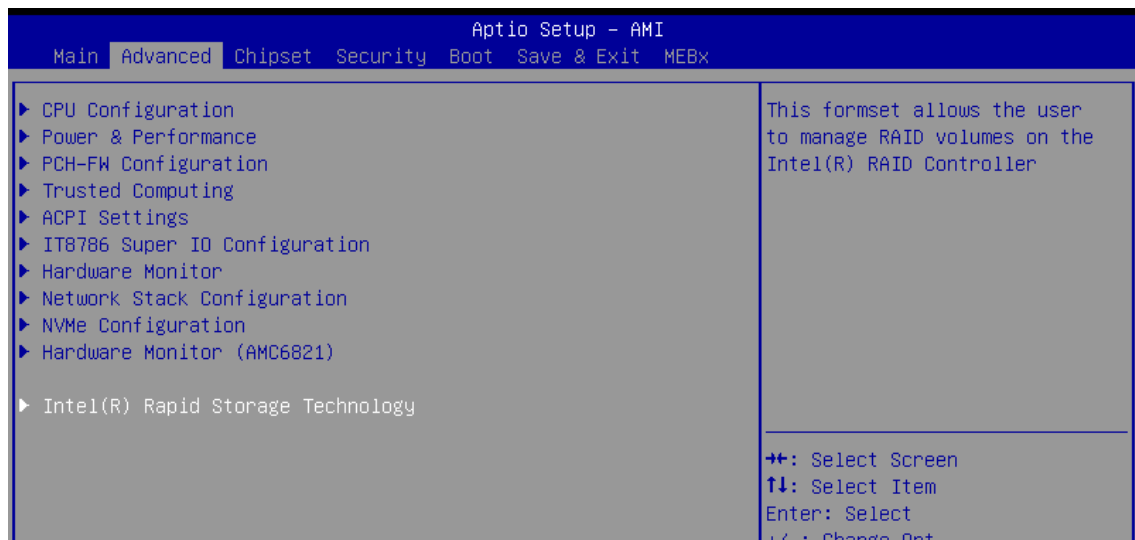 Aptio Setup – AMI
Main Advanced Chipset Security Boot Save & Exit MEBx
▶ CPU Configuration
▶ Power & Performance
▶ PCH-FW Configuration
▶ Trusted Computing
▶ ACPI Settings
▶ IT8786 Super IO Configuration
▶ Hardware Monitor
▶ Network Stack Configuration
▶ NVMe Configuration
▶ Hardware Monitor (AMC6821)
▶ Intel(R) Rapid Storage Technology
This formset allows the user
to manage RAID volumes on the
Intel(R) RAID Controller
→←: Select Screen
↑↓: Select Item
Enter: Select
+/-: Change Opt.